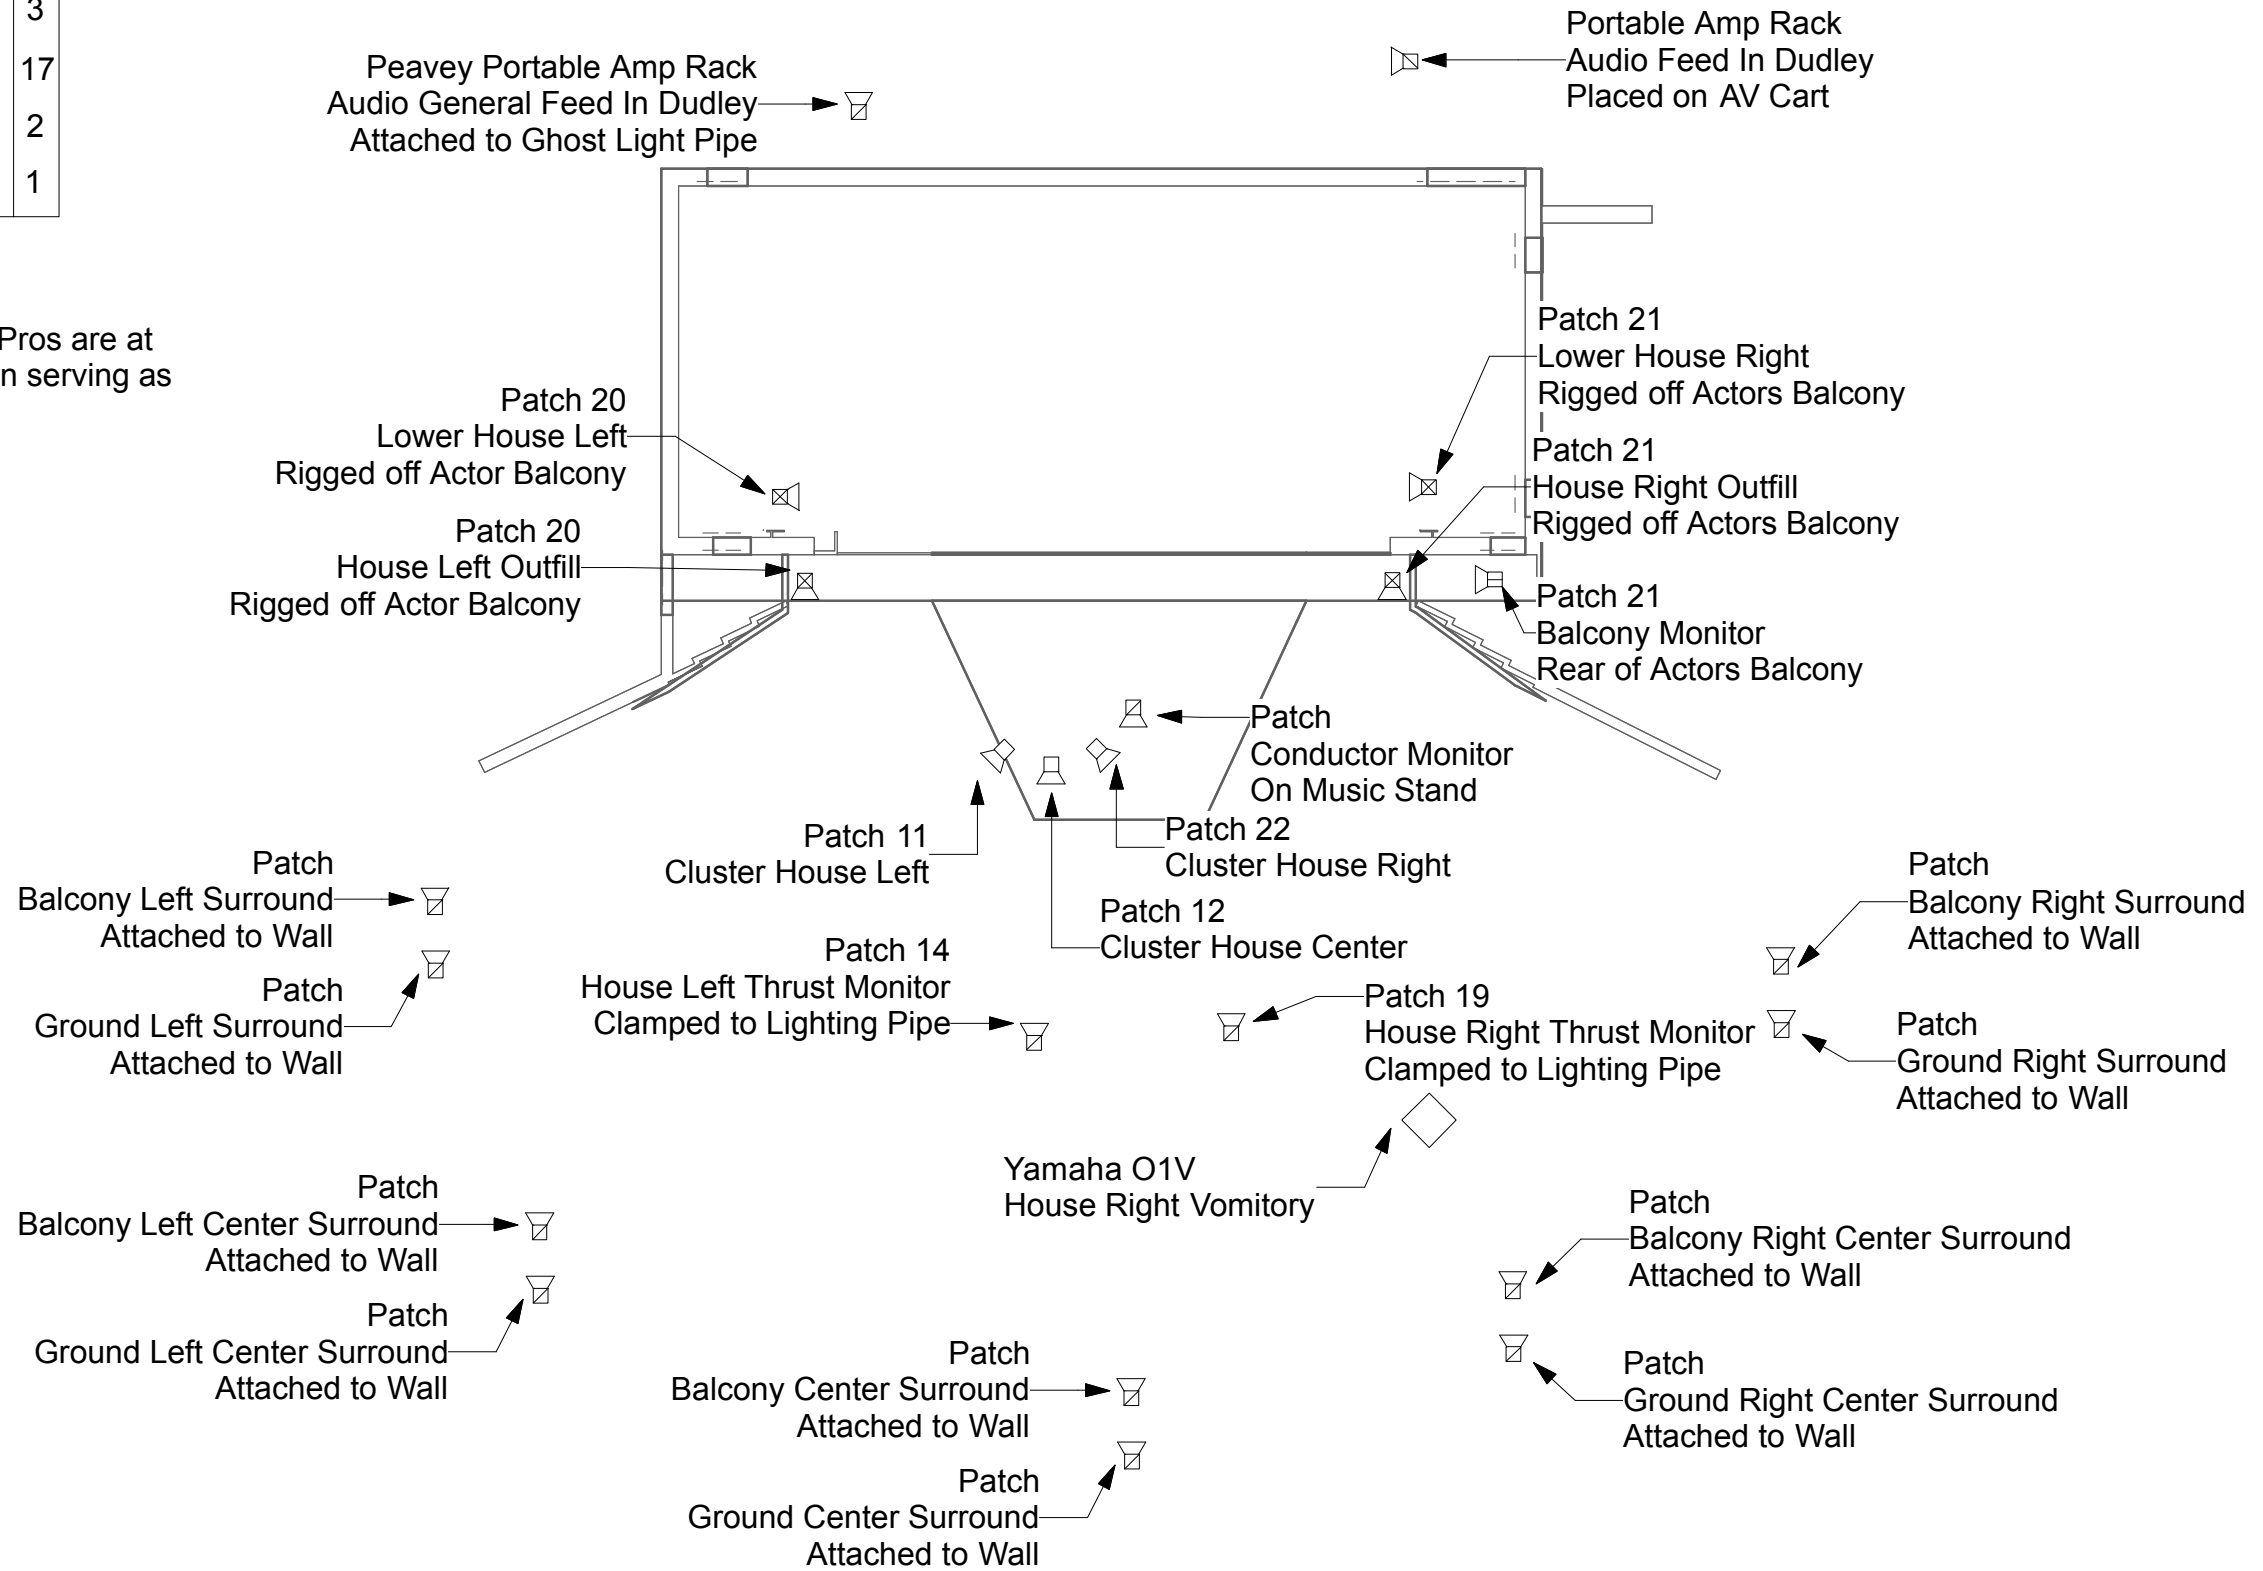 3
17
2
1
Pros are at
n serving as
Peavey Portable Amp Rack
Audio General Feed In Dudley
Attached to Ghost Light Pipe
Portable Amp Rack
Audio Feed In Dudley
Placed on AV Cart
Patch 20
Lower House Left
Rigged off Actor Balcony
Patch 20
House Left Outfill
Rigged off Actor Balcony
Patch 21
Lower House Right
Rigged off Actors Balcony
Patch 21
House Right Outfill
Rigged off Actors Balcony
Patch 21
Balcony Monitor
Rear of Actors Balcony
Patch
Conductor Monitor
On Music Stand
Patch 11
Cluster House Left
Patch 22
Cluster House Right
Patch 12
Cluster House Center
Patch
Balcony Left Surround
Attached to Wall
Patch
Ground Left Surround
Attached to Wall
Patch 14
House Left Thrust Monitor
Clamped to Lighting Pipe
Patch 19
House Right Thrust Monitor
Clamped to Lighting Pipe
Patch
Balcony Right Surround
Attached to Wall
Patch
Ground Right Surround
Attached to Wall
Yamaha O1V
House Right Vomitory
Patch
Balcony Left Center Surround
Attached to Wall
Patch
Ground Left Center Surround
Attached to Wall
Patch
Balcony Right Center Surround
Attached to Wall
Patch
Ground Right Center Surround
Attached to Wall
Patch
Balcony Center Surround
Attached to Wall
Patch
Ground Center Surround
Attached to Wall